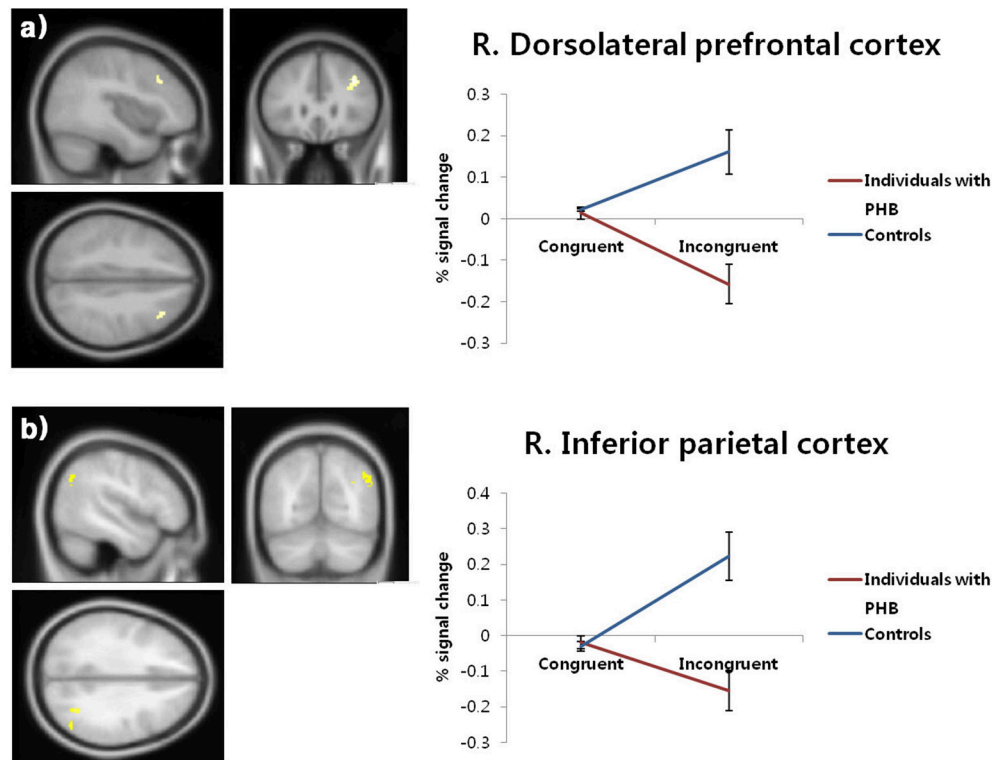 a)
R. Dorsolateral prefrontal cortex
% signal change
0.3
0.2
0.1
0
-0.1
-0.2
-0.3
Congruent
Incongruent
Individuals with
PHB
Controls
b)
R. Inferior parietal cortex
% signal change
0.4
0.3
0.2
0.1
0
-0.1
-0.2
-0.3
Congruent
Incongruent
Individuals with
PHB
Controls